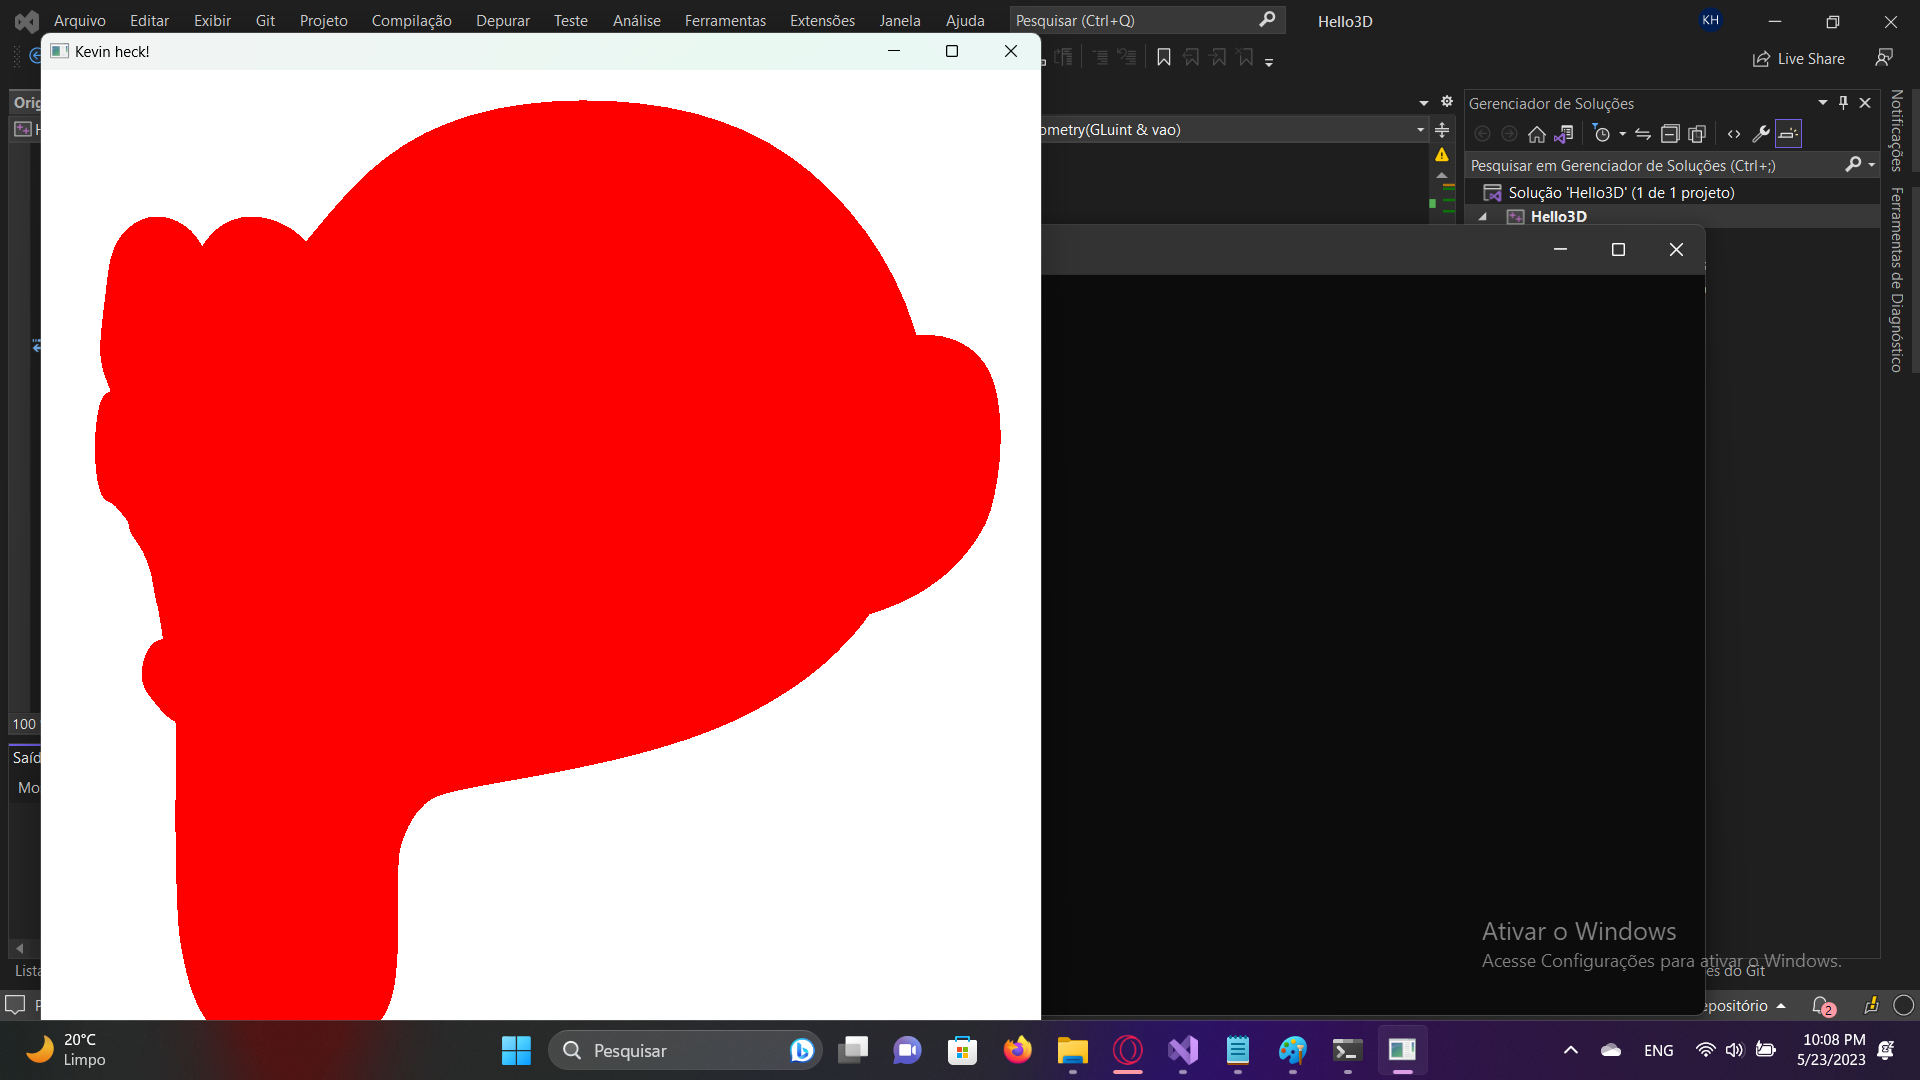 Arquivo Editar Exibir Git Projeto Compilação Depurar Teste Análise Ferramentas Extensões Janela Ajuda Pesquisar (Ctrl+Q) Hello3D KH
Kevin heck!
Live Share
Orig
Gerenciador de Soluções
H
ometry(GLuint & vao)
Pesquisar em Gerenciador de Soluções (Ctrl+;)
Solução 'Hello3D' (1 de 1 projeto)
Hello3D
Notificações
Ferramentas de Diagnóstico
100
Saíd
Mo
Ativar o Windows
Acesse Configurações para ativar o Windows.
Lista
es do Git
P
epositório
2
20°C
Limpo
Pesquisar
ENG
10:08 PM
5/23/2023